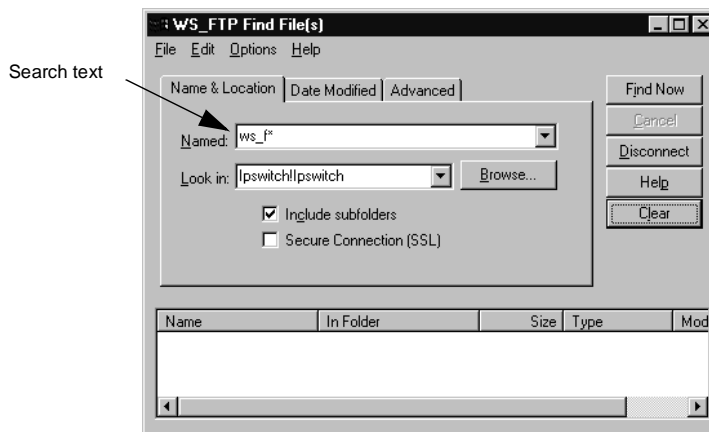 WS_FTP Find File(s)
File Edit Options Help
Search text
Name & Location Date Modified Advanced
Find Now
Named: ws_f*
Cancel
Disconnect
Look in: Ipswitch!Ipswitch Browse...
Help
Include subfolders
Clear
Secure Connection (SSL)
Name In Folder Size Type Mod